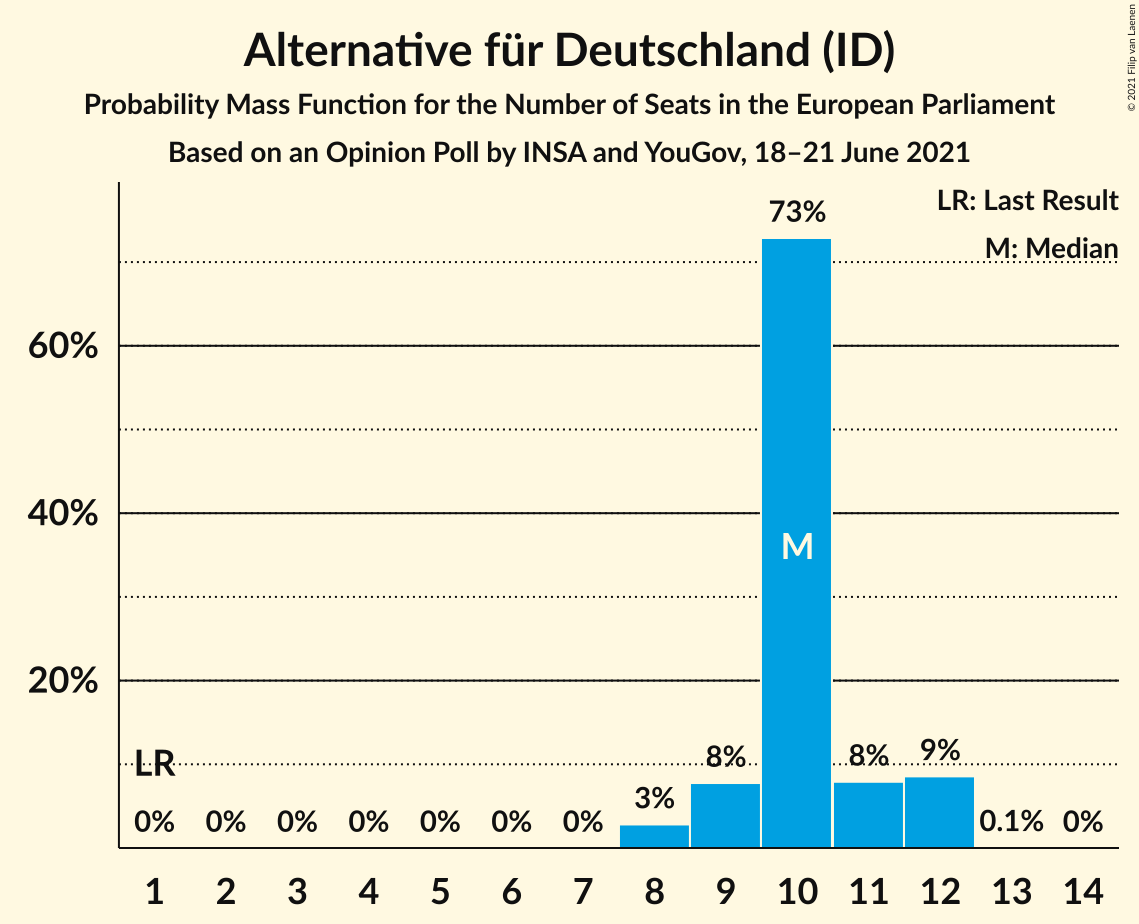 Alternative für Deutschland (ID)
Probability Mass Function for the Number of Seats in the European Parliament
Based on an Opinion Poll by INSA and YouGov, 18–21 June 2021
© 2021 Filip van Laenen
LR: Last Result
M: Median
73%
60%
40%
M
20%
LR
8% 8% 9%
3%
0% 0% 0% 0% 0% 0% 0% 0.1% 0%
1 2 3 4 5 6 7 8 9 10 11 12 13 14